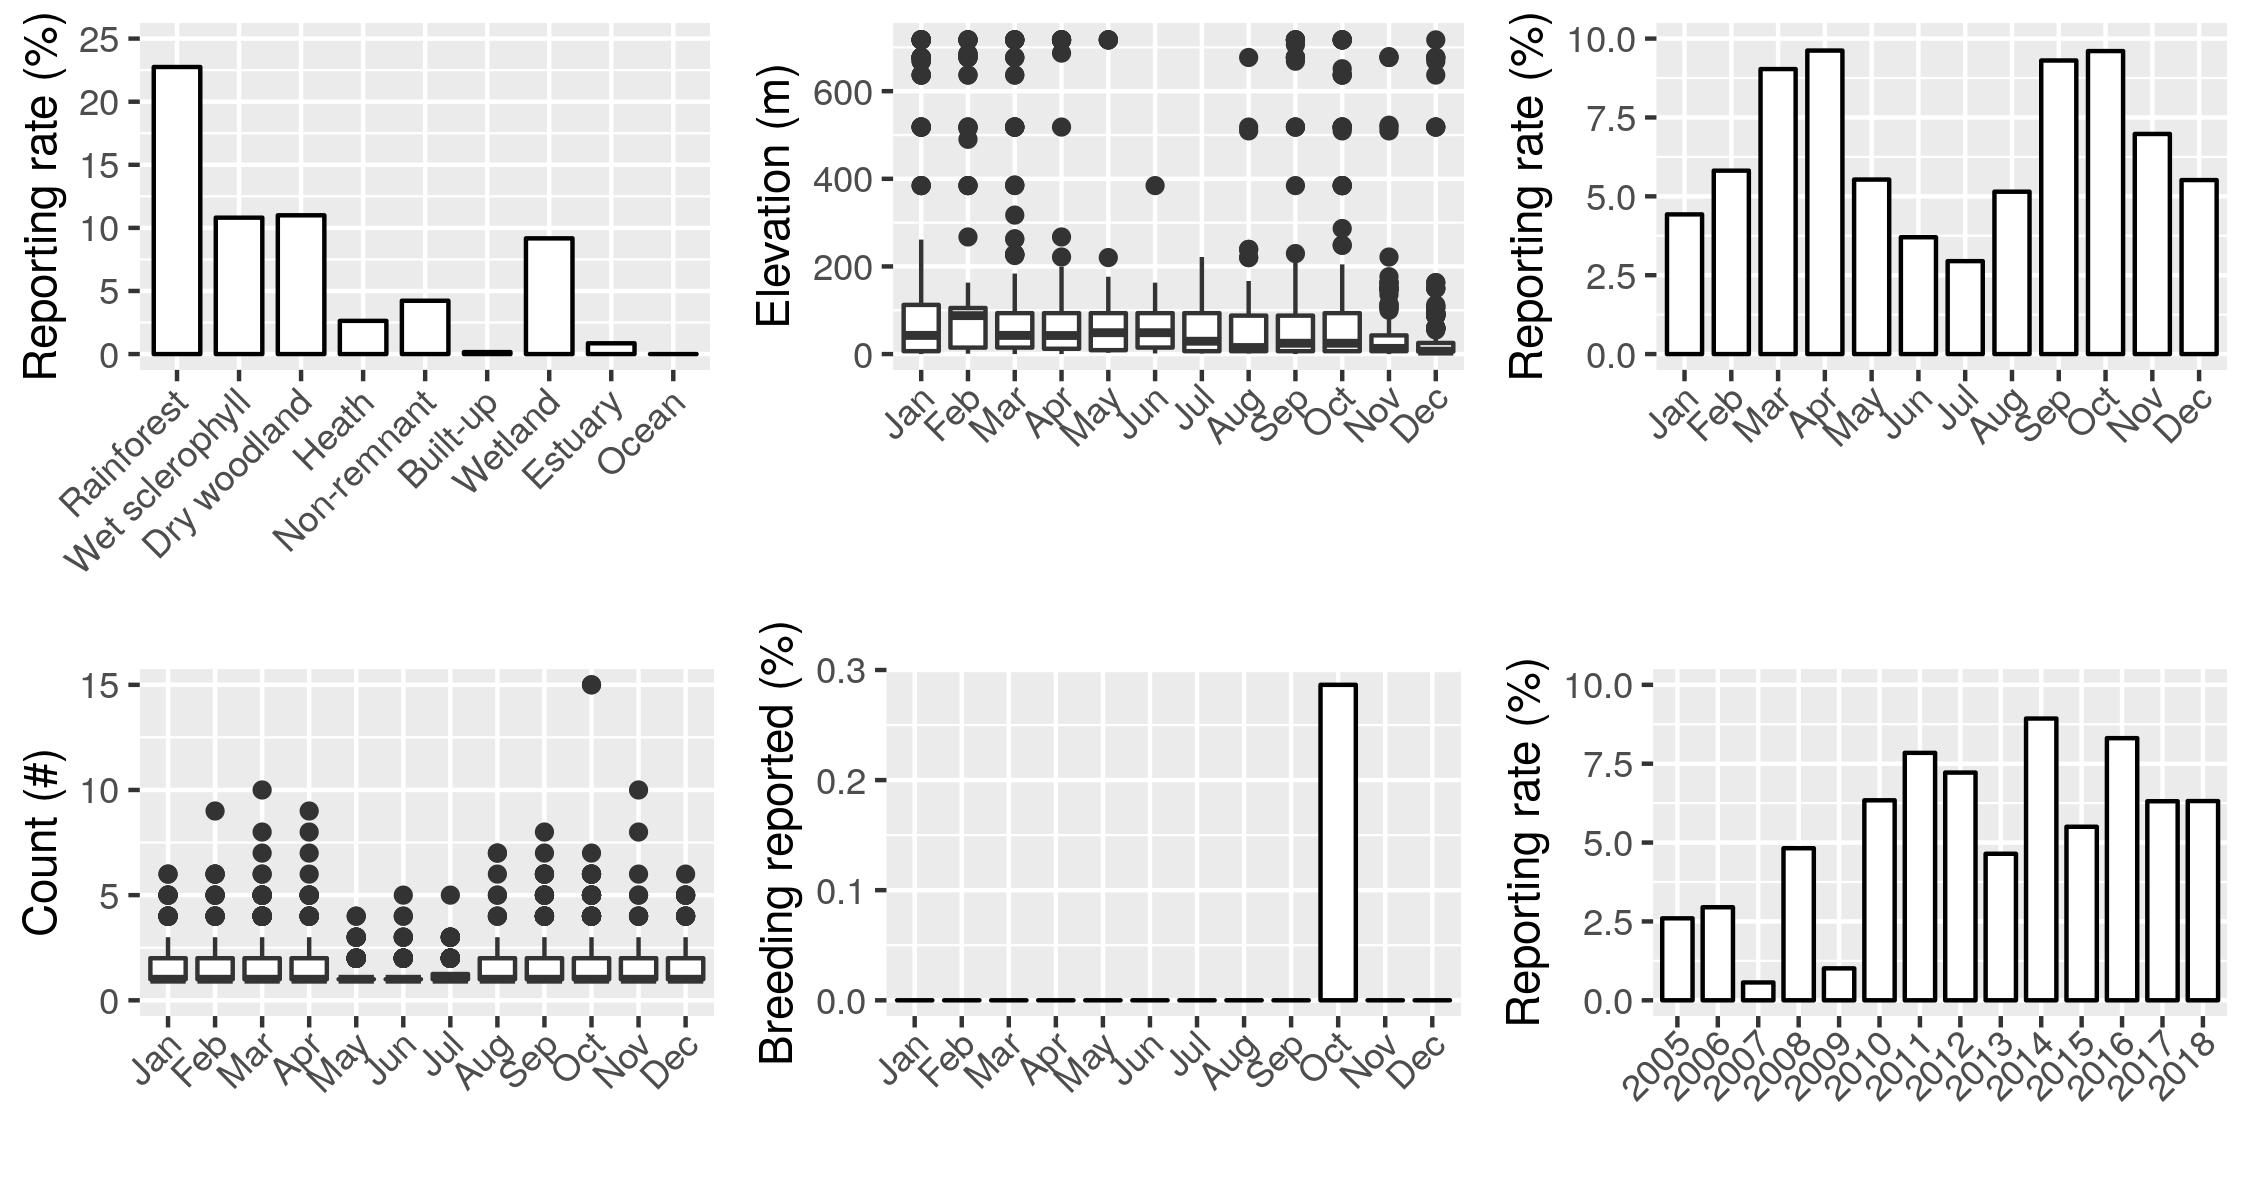 Reporting rate (%)
25
20
15
10
5
0
Rainforest
Wet sclerophyll
Dry woodland
Heath
Non-remnant
Built-up
Wetland
Estuary
Ocean
Elevation (m)
600
400
200
0
Jan
Feb
Mar
Apr
May
Jun
Jul
Aug
Sep
Oct
Nov
Dec
Reporting rate (%)
10.0
7.5
5.0
2.5
0.0
Jan
Feb
Mar
Apr
May
Jun
Jul
Aug
Sep
Oct
Nov
Dec
Count (#)
15
10
5
0
Jan
Feb
Mar
Apr
May
Jun
Jul
Aug
Sep
Oct
Nov
Dec
Breeding reported (%)
0.3
0.2
0.1
0.0
Jan
Feb
Mar
Apr
May
Jun
Jul
Aug
Sep
Oct
Nov
Dec
Reporting rate (%)
10.0
7.5
5.0
2.5
0.0
2005
2006
2007
2008
2009
2010
2011
2012
2013
2014
2015
2016
2017
2018